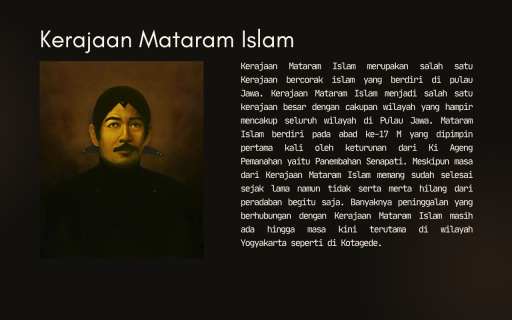 Kerajaan Mataram Islam
Kerajaan Mataram Islam merupakan salah satu
Kerajaan bercorak islam yang berdiri di pulau
Jawa. Kerajaan Mataram Islam menjadi salah satu
kerajaan besar dengan cakupan wilayah yang hampir
mencakup seluruh wilayah di Pulau Jawa. Mataram
Islam berdiri pada abad ke-17 M yang dipimpin
pertama kali oleh keturunan dari Ki Ageng
Pemanahan yaitu Panembahan Senapati. Meskipun masa
dari Kerajaan Mataram Islam memang sudah selesai
sejak lama namun tidak serta merta hilang dari
peradaban begitu saja. Banyaknya peninggalan yang
berhubungan dengan Kerajaan Mataram Islam masih
ada hingga masa kini terutama di wilayah
Yogyakarta seperti di Kotagede.